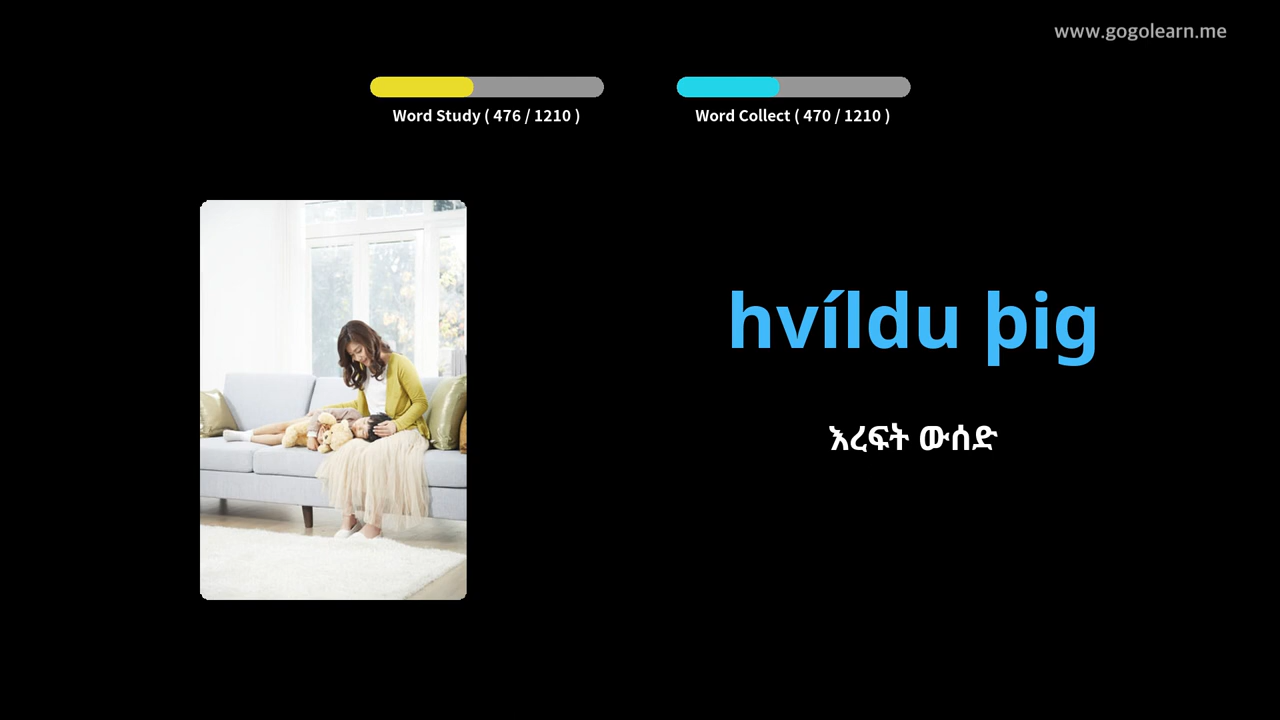 www.gogolearn.me
Word Study ( 476 / 1210 )
Word Collect ( 470 / 1210 )
hvíldu þig
እረፍት ውሰድ